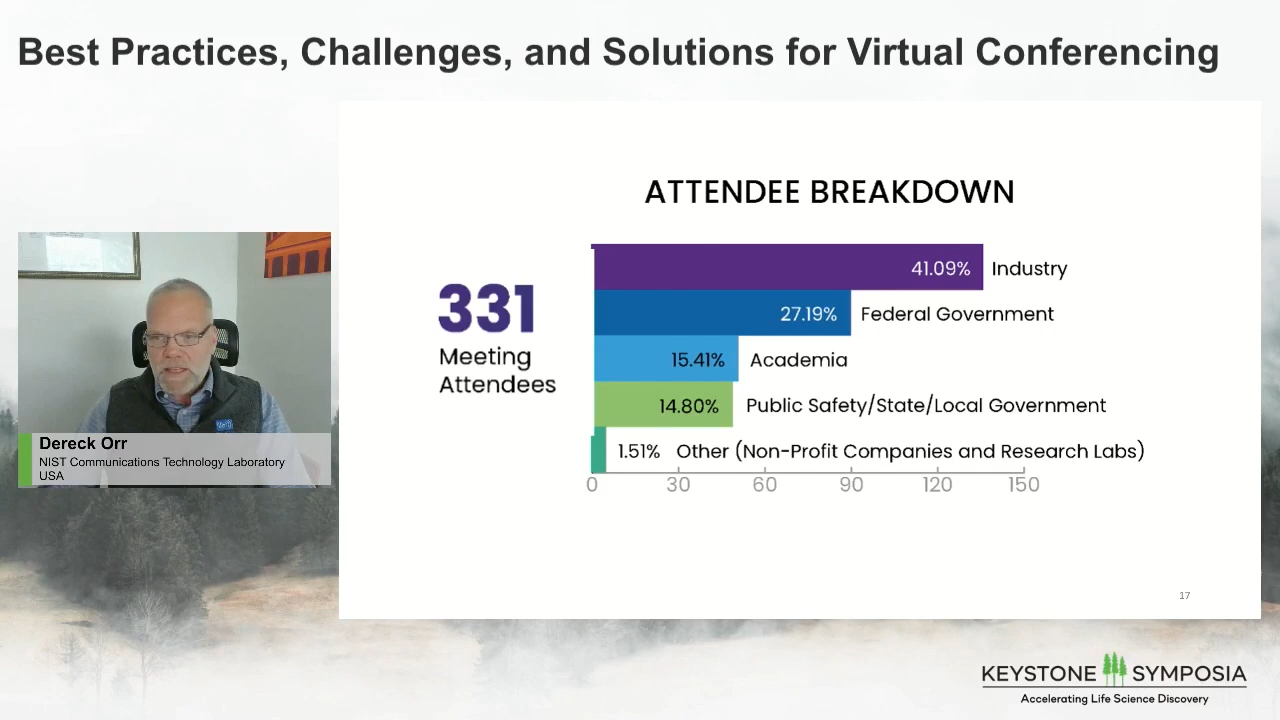 Best Practices, Challenges, and Solutions for Virtual Conferencing
ATTENDEE BREAKDOWN
331
Meeting
Attendees
41.09% Industry
27.19% Federal Government
15.41% Academia
14.80% Public Safety/State/Local Government
1.51% Other (Non-Profit Companies and Research Labs)
0 30 60 90 120 150
17
Dereck Orr
NIST Communications Technology Laboratory
USA
KEYSTONE SYMPOSIA
Accelerating Life Science Discovery